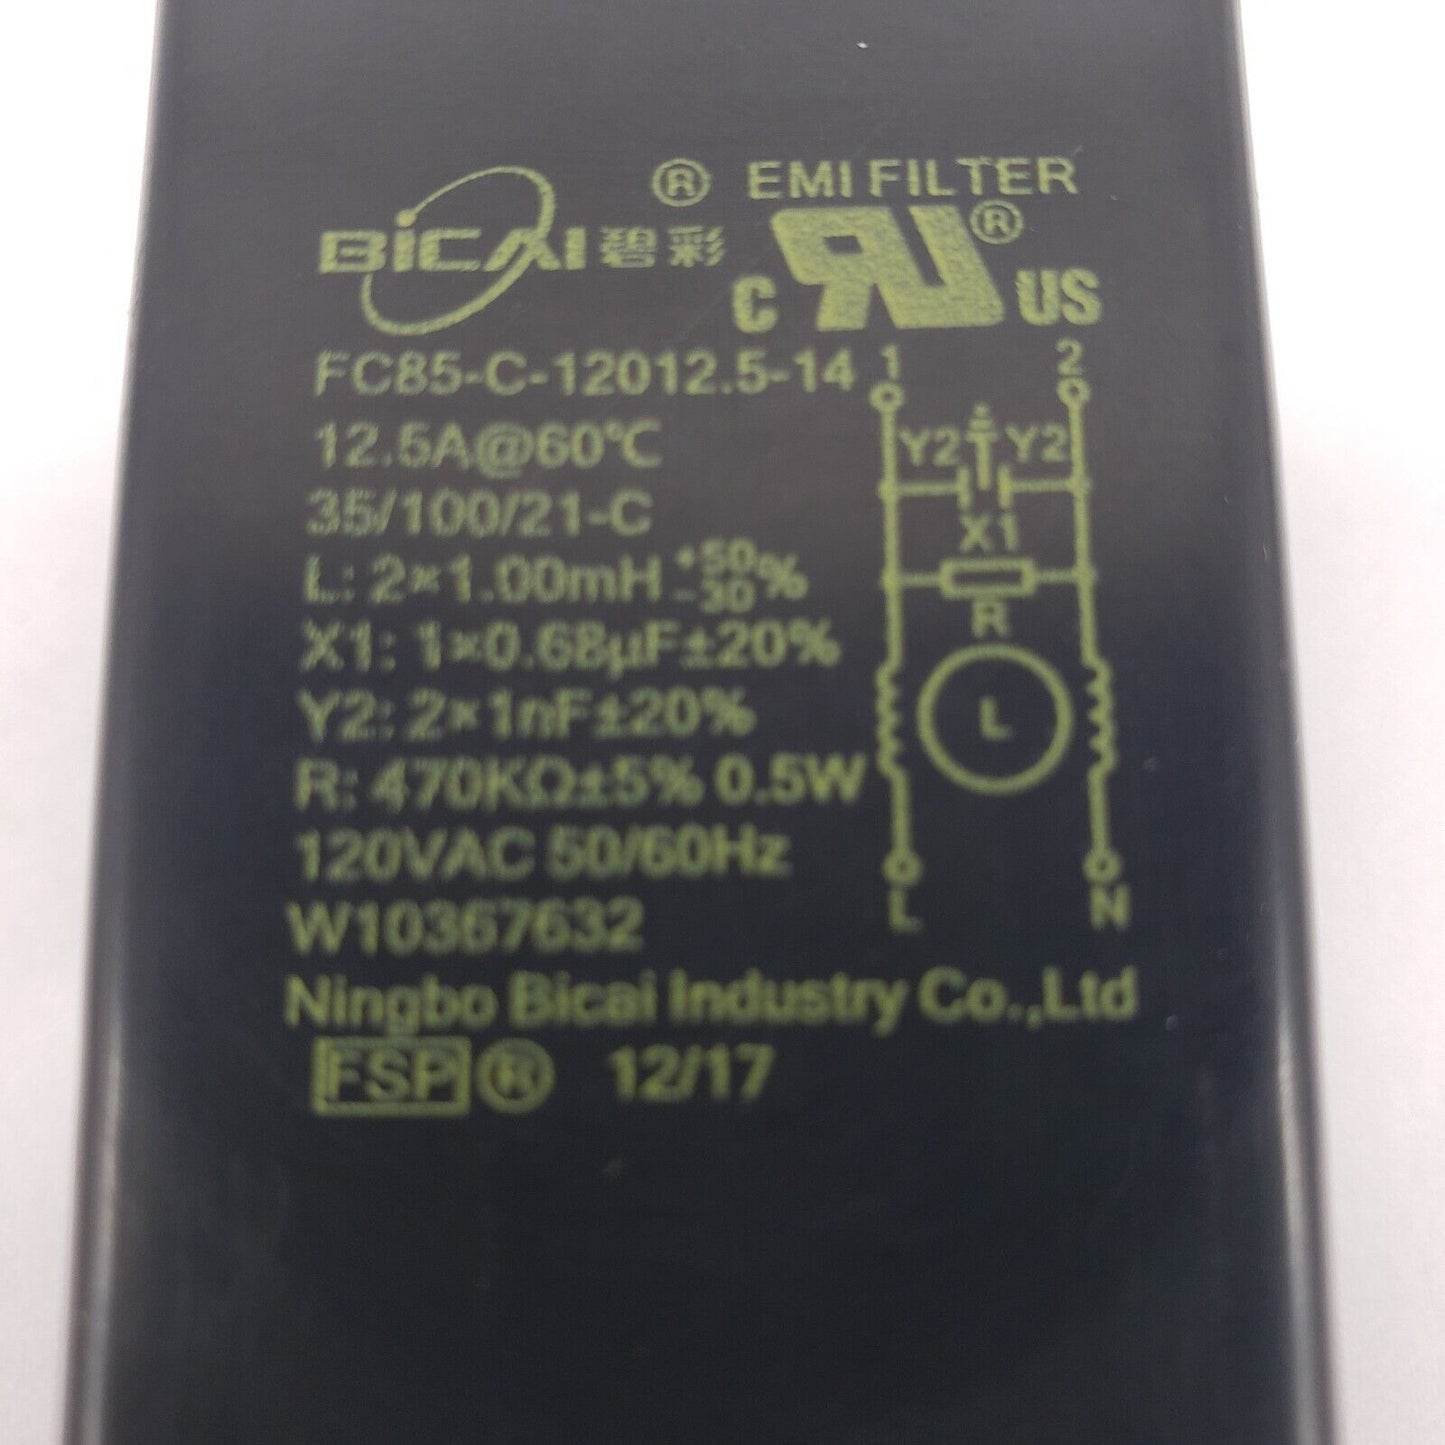 ® EMI FILTER
BiCAI 碧彩
C RU® US
FC85-C-12012.5-14
12.5A@60℃
35/100/21-C
L: 2×1.00mH +50 -30 %
X1: 1×0.68μF±20%
Y2: 2×1nF±20%
R: 470KΩ±5% 0.5W
120VAC 50/60Hz
W10367632
Ningbo Bicai Industry Co.,Ltd
FSP ® 12/17
1 2
Y2 Y2
X1
R
L
L N